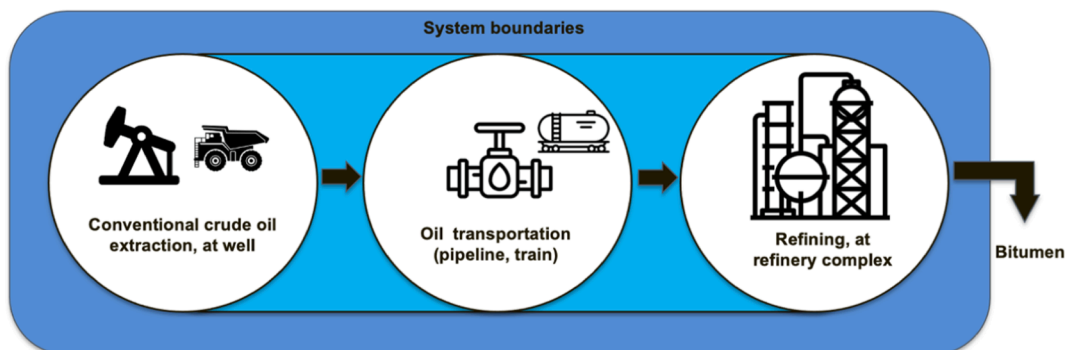 System boundaries
Conventional crude oil
extraction, at well
Oil transportation
(pipeline, train)
Refining, at
refinery complex
Bitumen